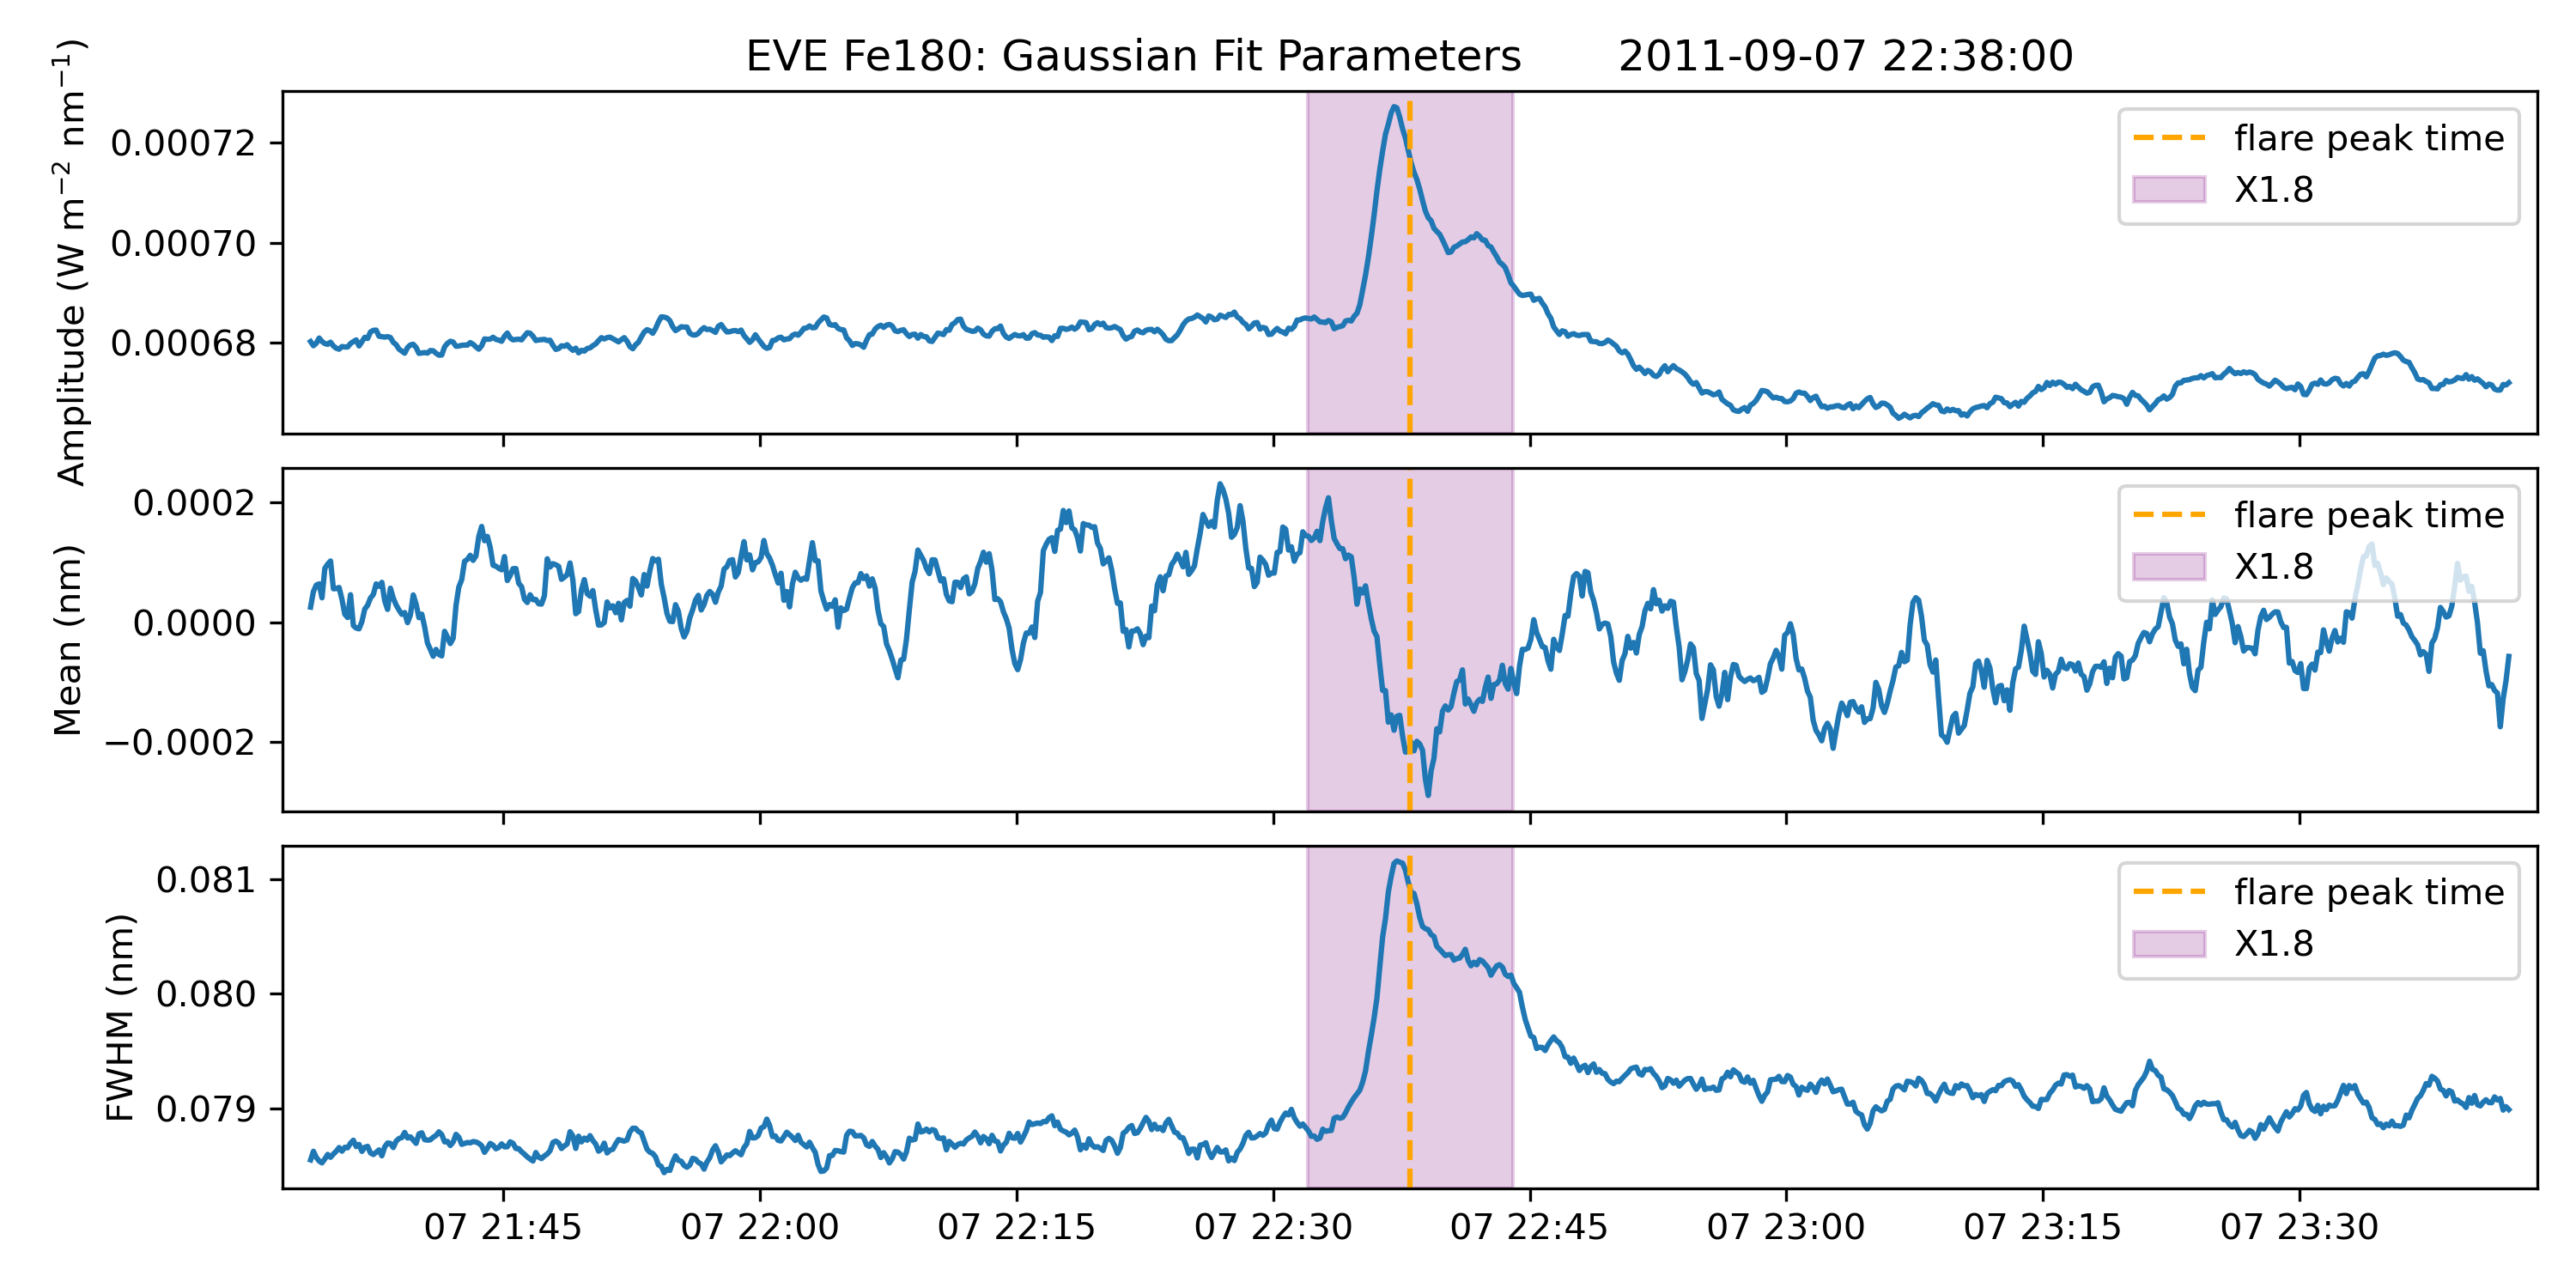 EVE Fe180: Gaussian Fit Parameters 2011-09-07 22:38:00
Amplitude (W m⁻² nm⁻¹)
0.00072
0.00070
0.00068
flare peak time
X1.8
Mean (nm)
0.0002
0.0000
−0.0002
flare peak time
X1.8
FWHM (nm)
0.081
0.080
0.079
flare peak time
X1.8
07 21:45 07 22:00 07 22:15 07 22:30 07 22:45 07 23:00 07 23:15 07 23:30